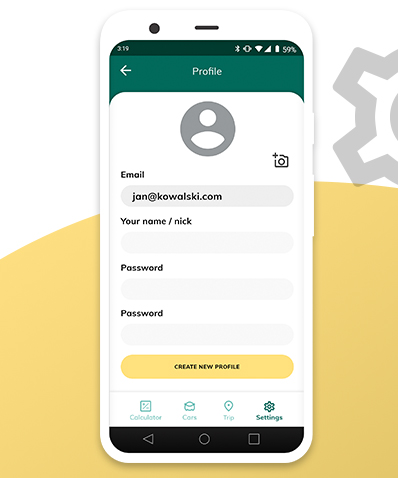 3:19
59%
Profile
Email
jan@kowalski.com
Your name / nick
Password
Password
CREATE NEW PROFILE
Calculator
Cars
Trip
Settings